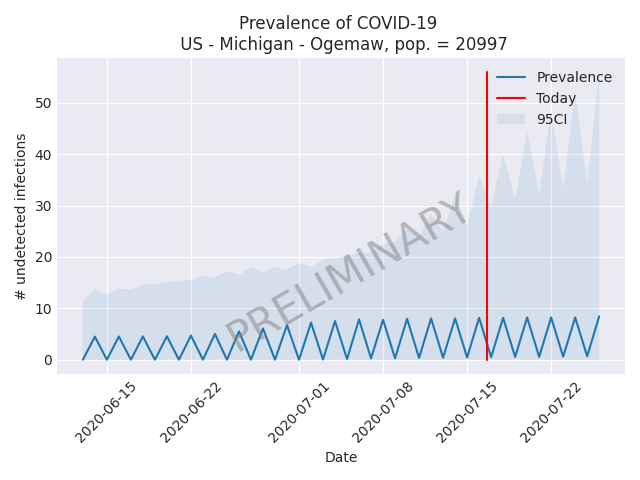 Prevalence of COVID-19
US - Michigan - Ogemaw, pop. = 20997
# undetected infections
50
40
30
20
10
0
Prevalence
Today
95CI
PRELIMINARY
2020-06-15
2020-06-22
2020-07-01
2020-07-08
2020-07-15
2020-07-22
Date